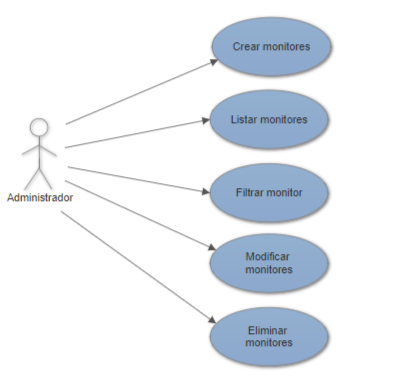 Crear monitores
Listar monitores
Administrador
Filtrar monitor
Modificar
monitores
Eliminar
monitores